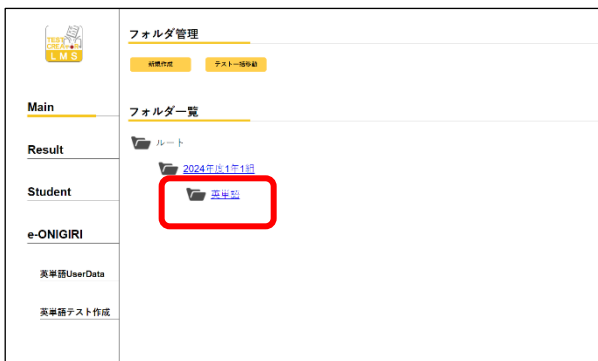 TEST
CREA
LMS
Main
Result
Student
e-ONIGIRI
英単語UserData
英単語テスト作成
フォルダ管理
新規作成 テスト一括移動
フォルダ一覧
ルート
2024年度1年1組
英単語